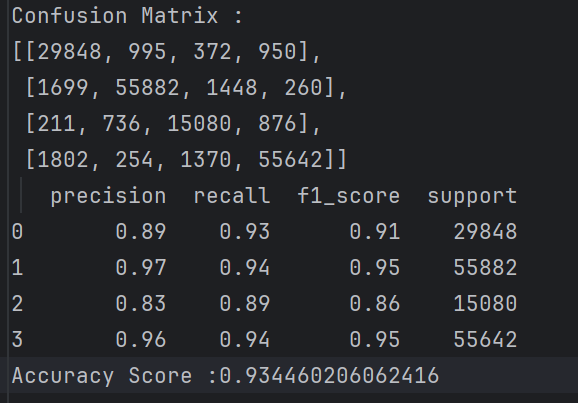 Confusion Matrix :
[[29848, 995, 372, 950],
[1699, 55882, 1448, 260],
[211, 736, 15080, 876],
[1802, 254, 1370, 55642]]
precision recall f1_score support
0 0.89 0.93 0.91 29848
1 0.97 0.94 0.95 55882
2 0.83 0.89 0.86 15080
3 0.96 0.94 0.95 55642
Accuracy Score :0.934460206062416